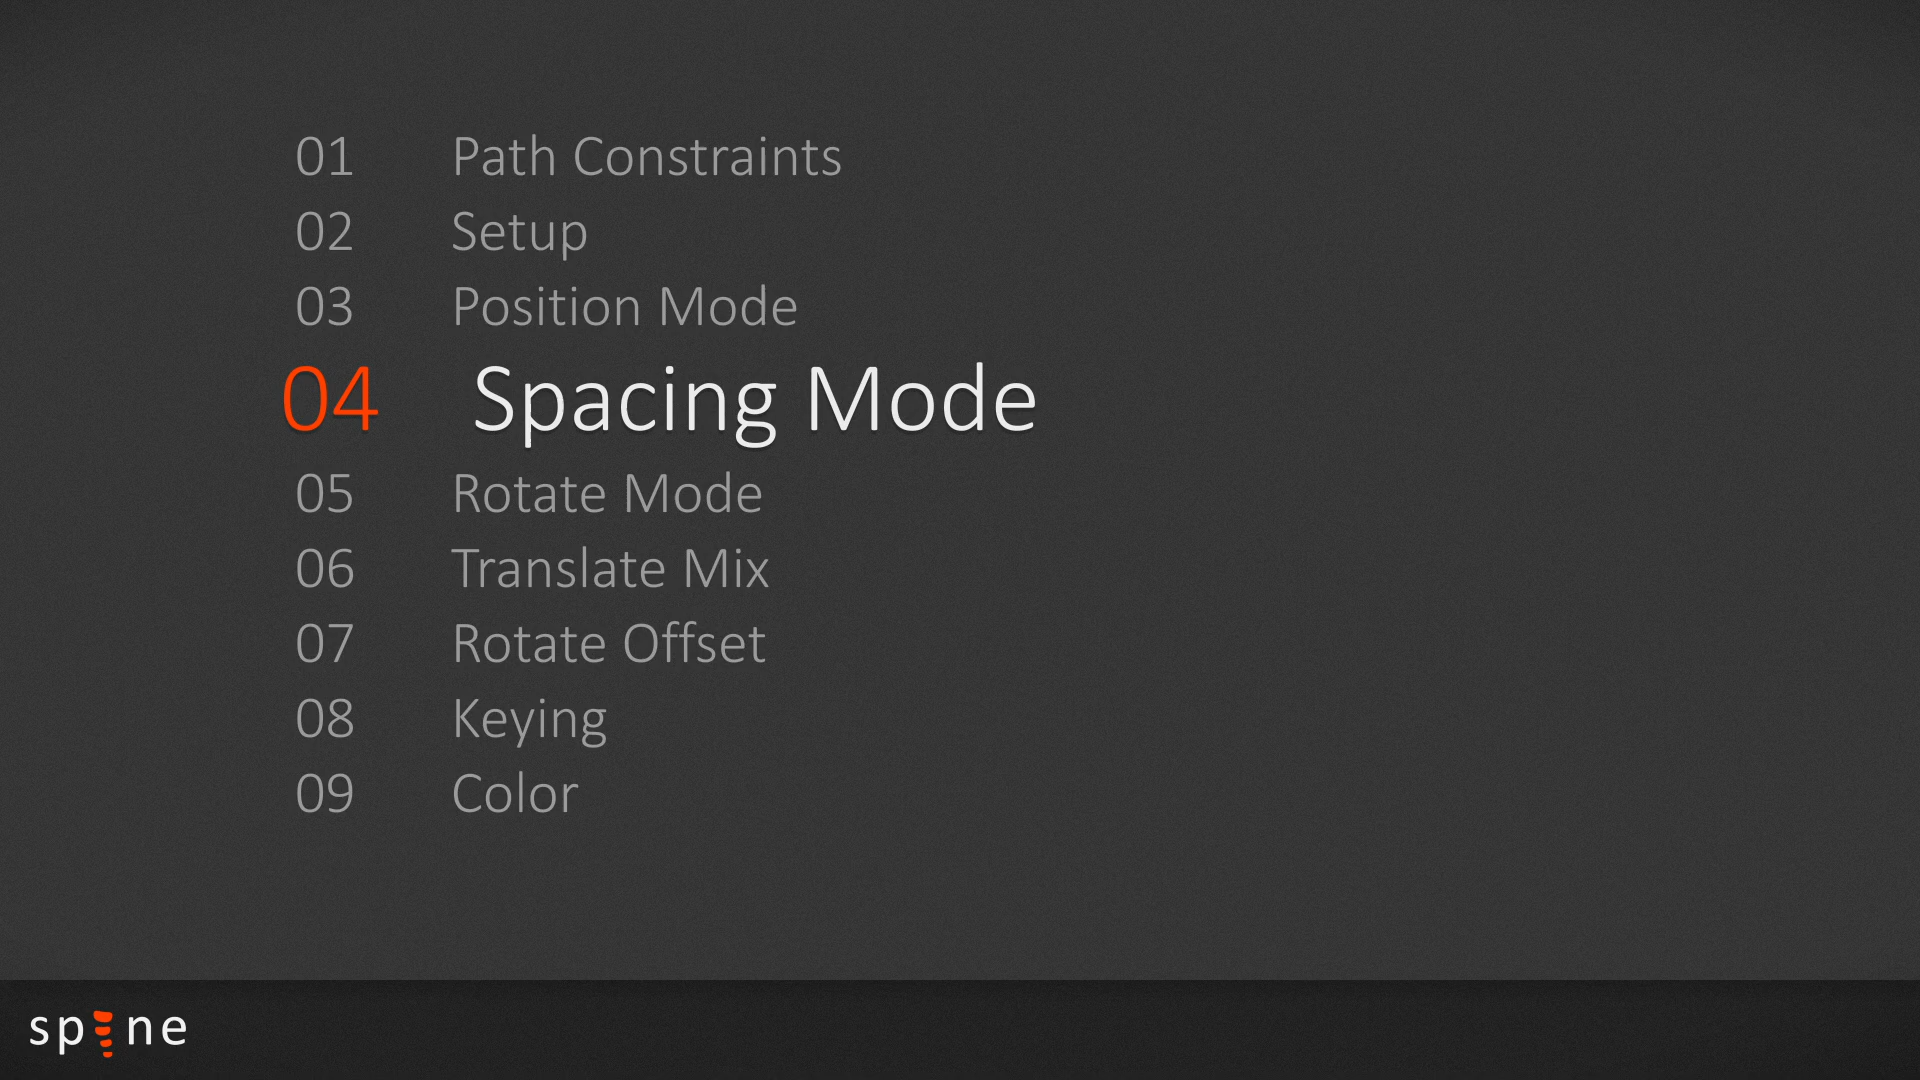 01 Path Constraints
02 Setup
03 Position Mode
04 Spacing Mode
05 Rotate Mode
06 Translate Mix
07 Rotate Offset
08 Keying
09 Color
spine